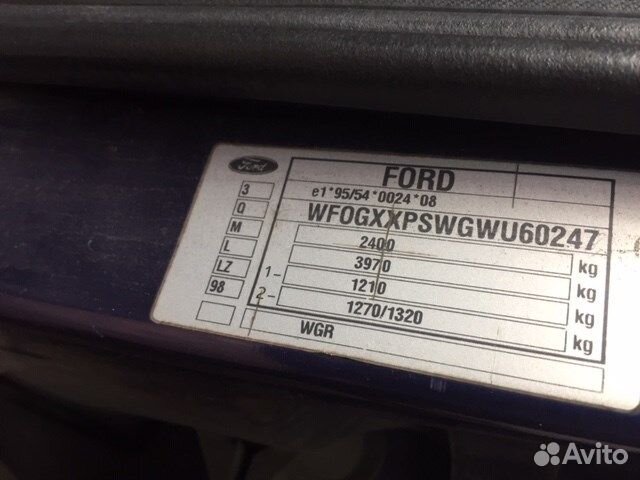 Ford
FORD
e1*95/54*0024*08
WF0GXXPSWGWU60247
2400 kg
3970 kg
1- 1210 kg
2- 1270/1320 kg
WGR
3
Q
M
L
LZ
98
Avito